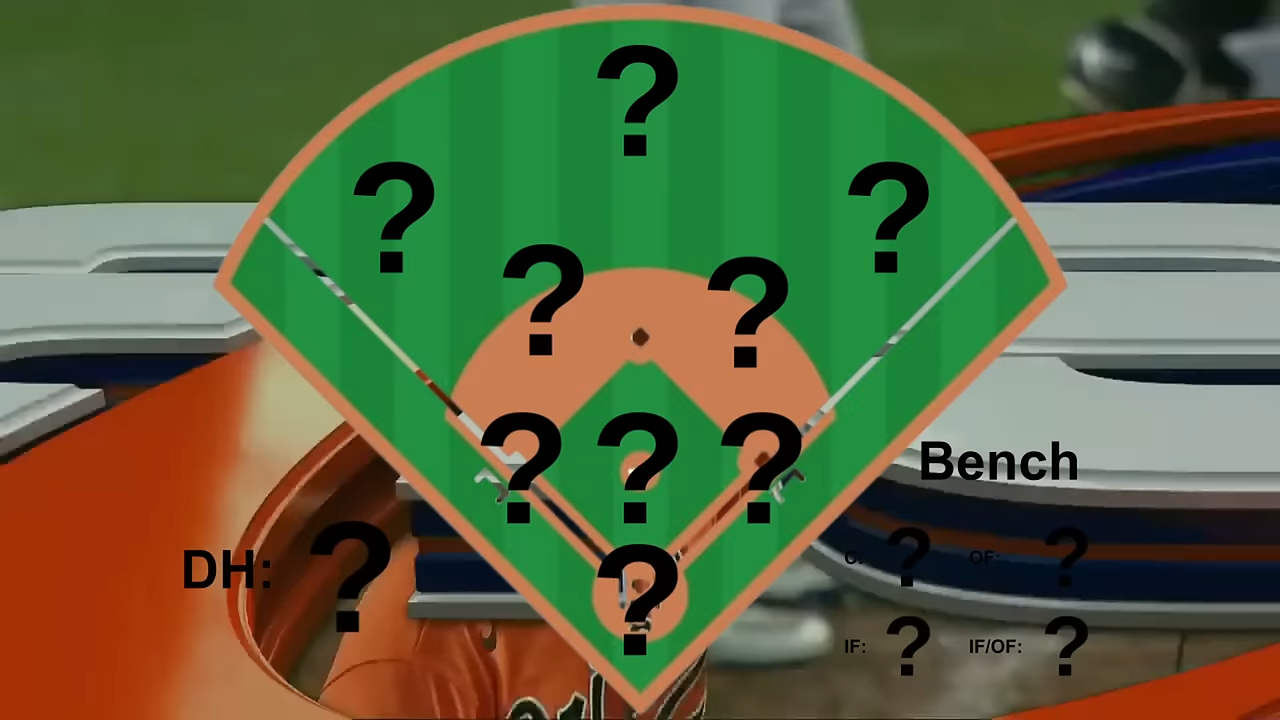 ?
? ?
? ?
? ? ?
Bench
DH: ? ? C: ? OF: ?
IF: ? IF/OF: ?